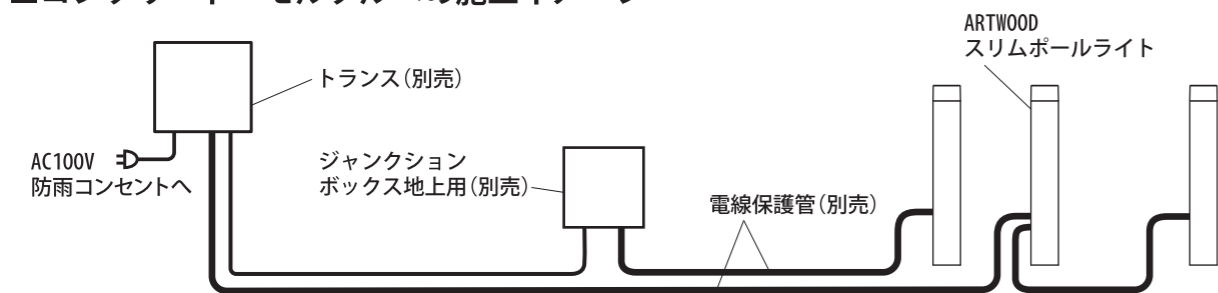 ARTWOOD
スリムポールライト
トランス(別売)
AC100V
防雨コンセントへ
ジャンクション
ボックス地上用(別売)
電線保護管(別売)